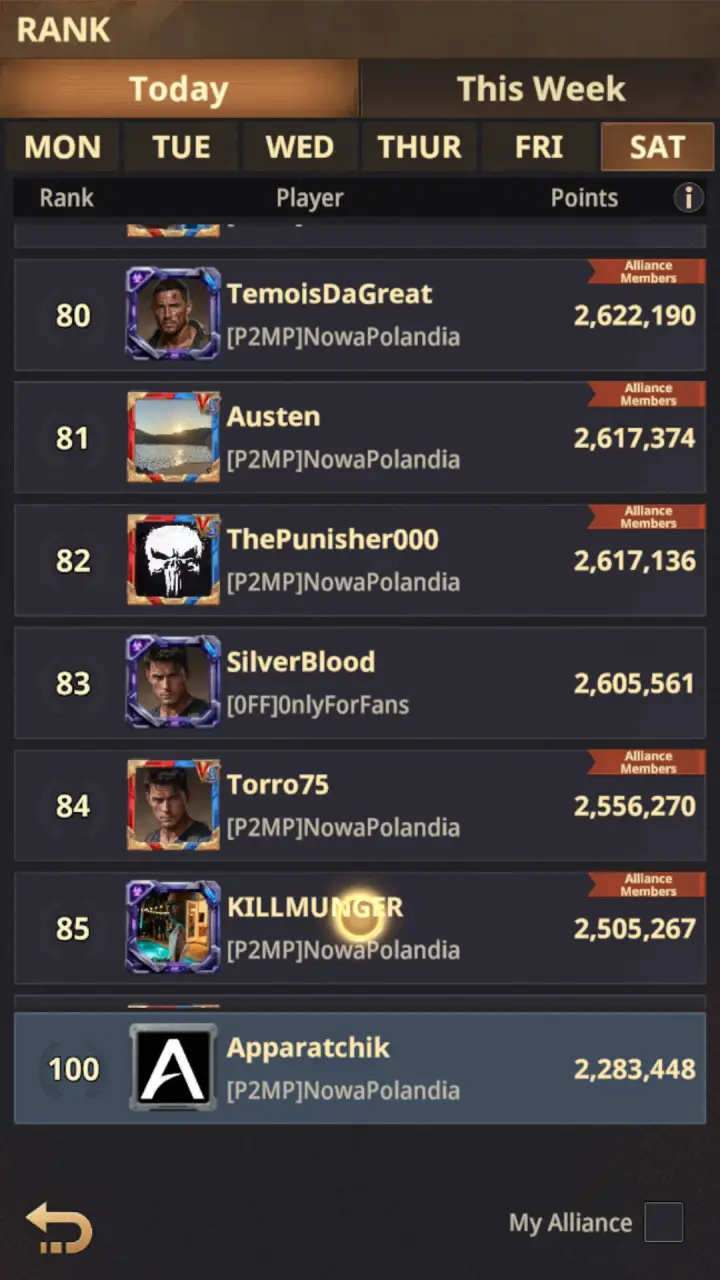 RANK
Today This Week
MON TUE WED THUR FRI SAT
Rank Player Points i
80 TemoisDaGreat [P2MP]NowaPolandia Alliance Members 2,622,190
81 Austen [P2MP]NowaPolandia Alliance Members 2,617,374
82 ThePunisher000 [P2MP]NowaPolandia Alliance Members 2,617,136
83 SilverBlood [0FF]0nlyForFans 2,605,561
84 Torro75 [P2MP]NowaPolandia Alliance Members 2,556,270
85 KILLMUNGER [P2MP]NowaPolandia Alliance Members 2,505,267
100 Apparatchik [P2MP]NowaPolandia 2,283,448
My Alliance